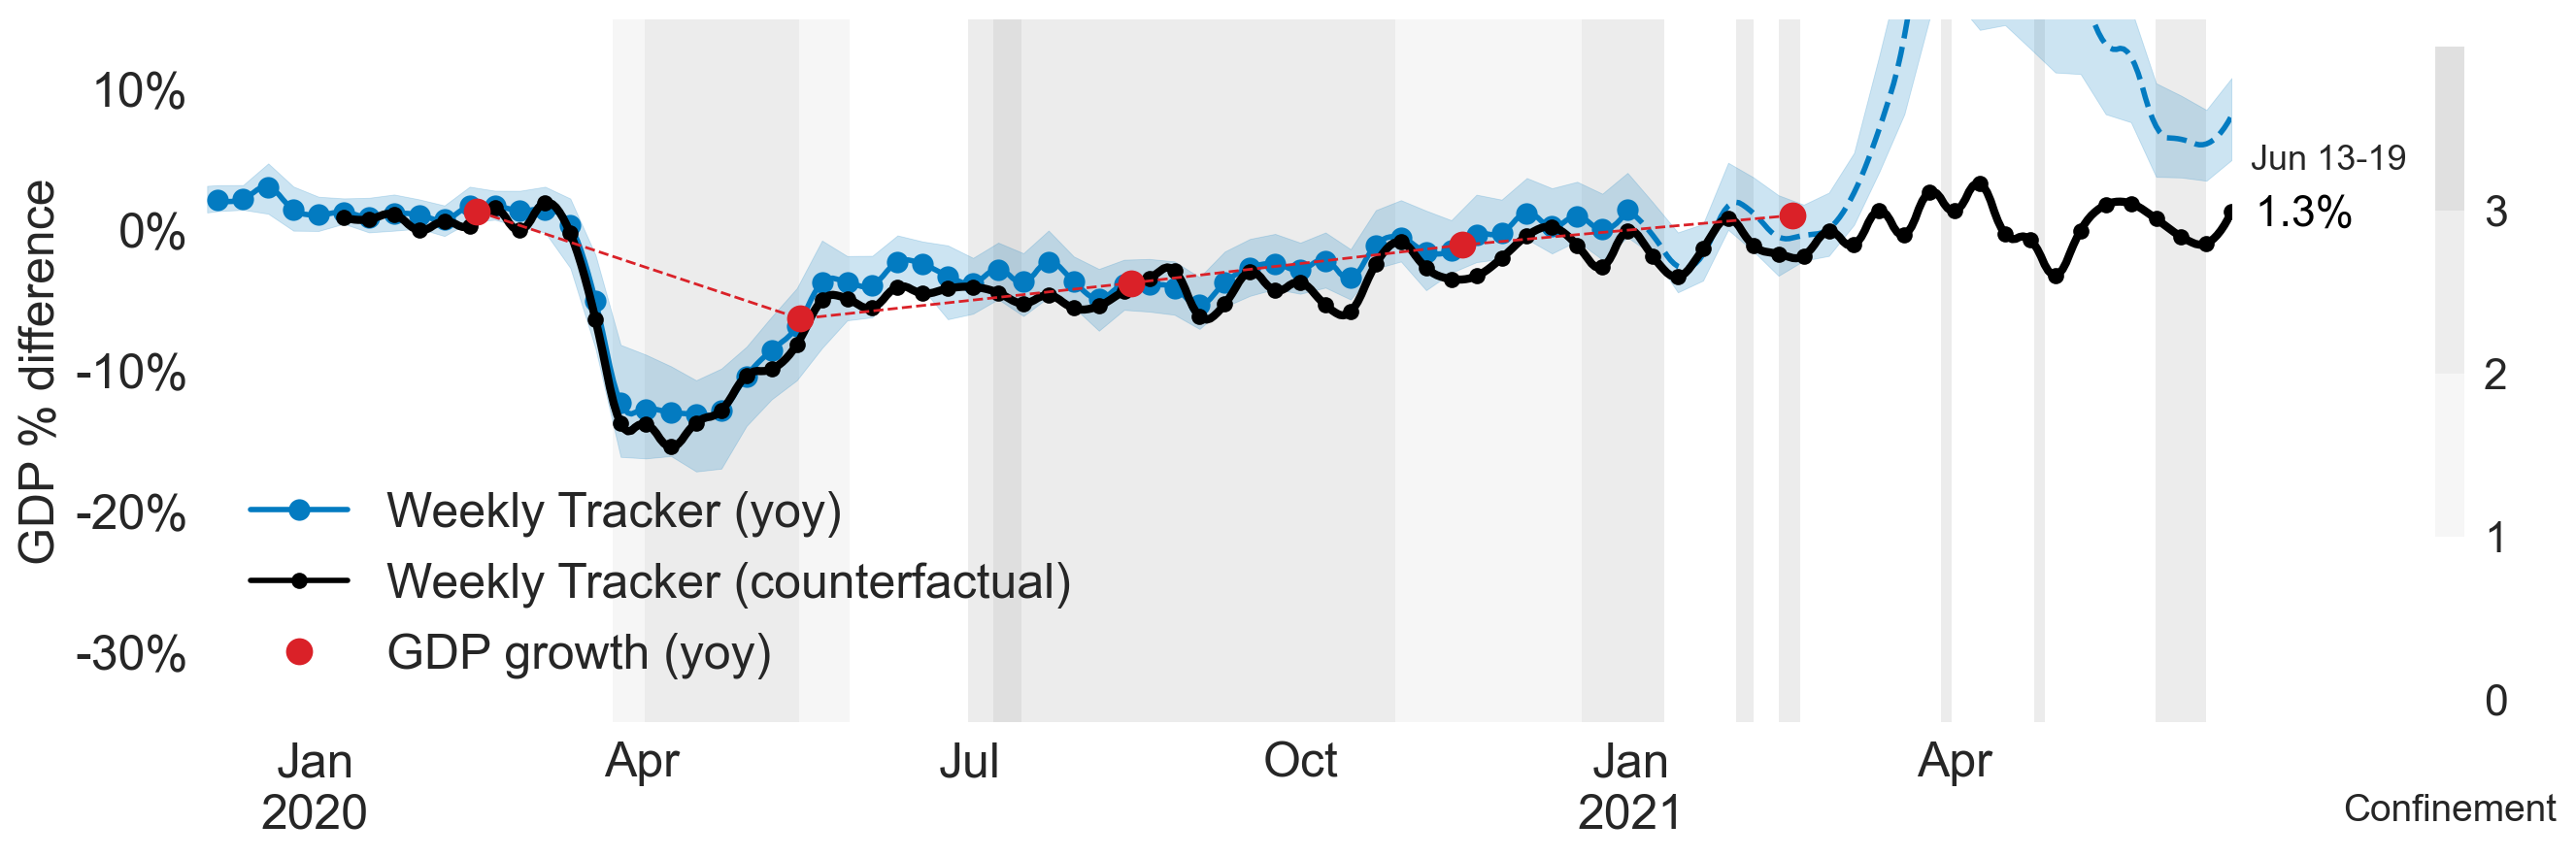 GDP % difference
10%
0%
-10%
-20%
-30%
Weekly Tracker (yoy)
Weekly Tracker (counterfactual)
GDP growth (yoy)
Jun 13-19
1.3%
3
2
1
0
Jan
2020
Apr
Jul
Oct
Jan
2021
Apr
Confinement